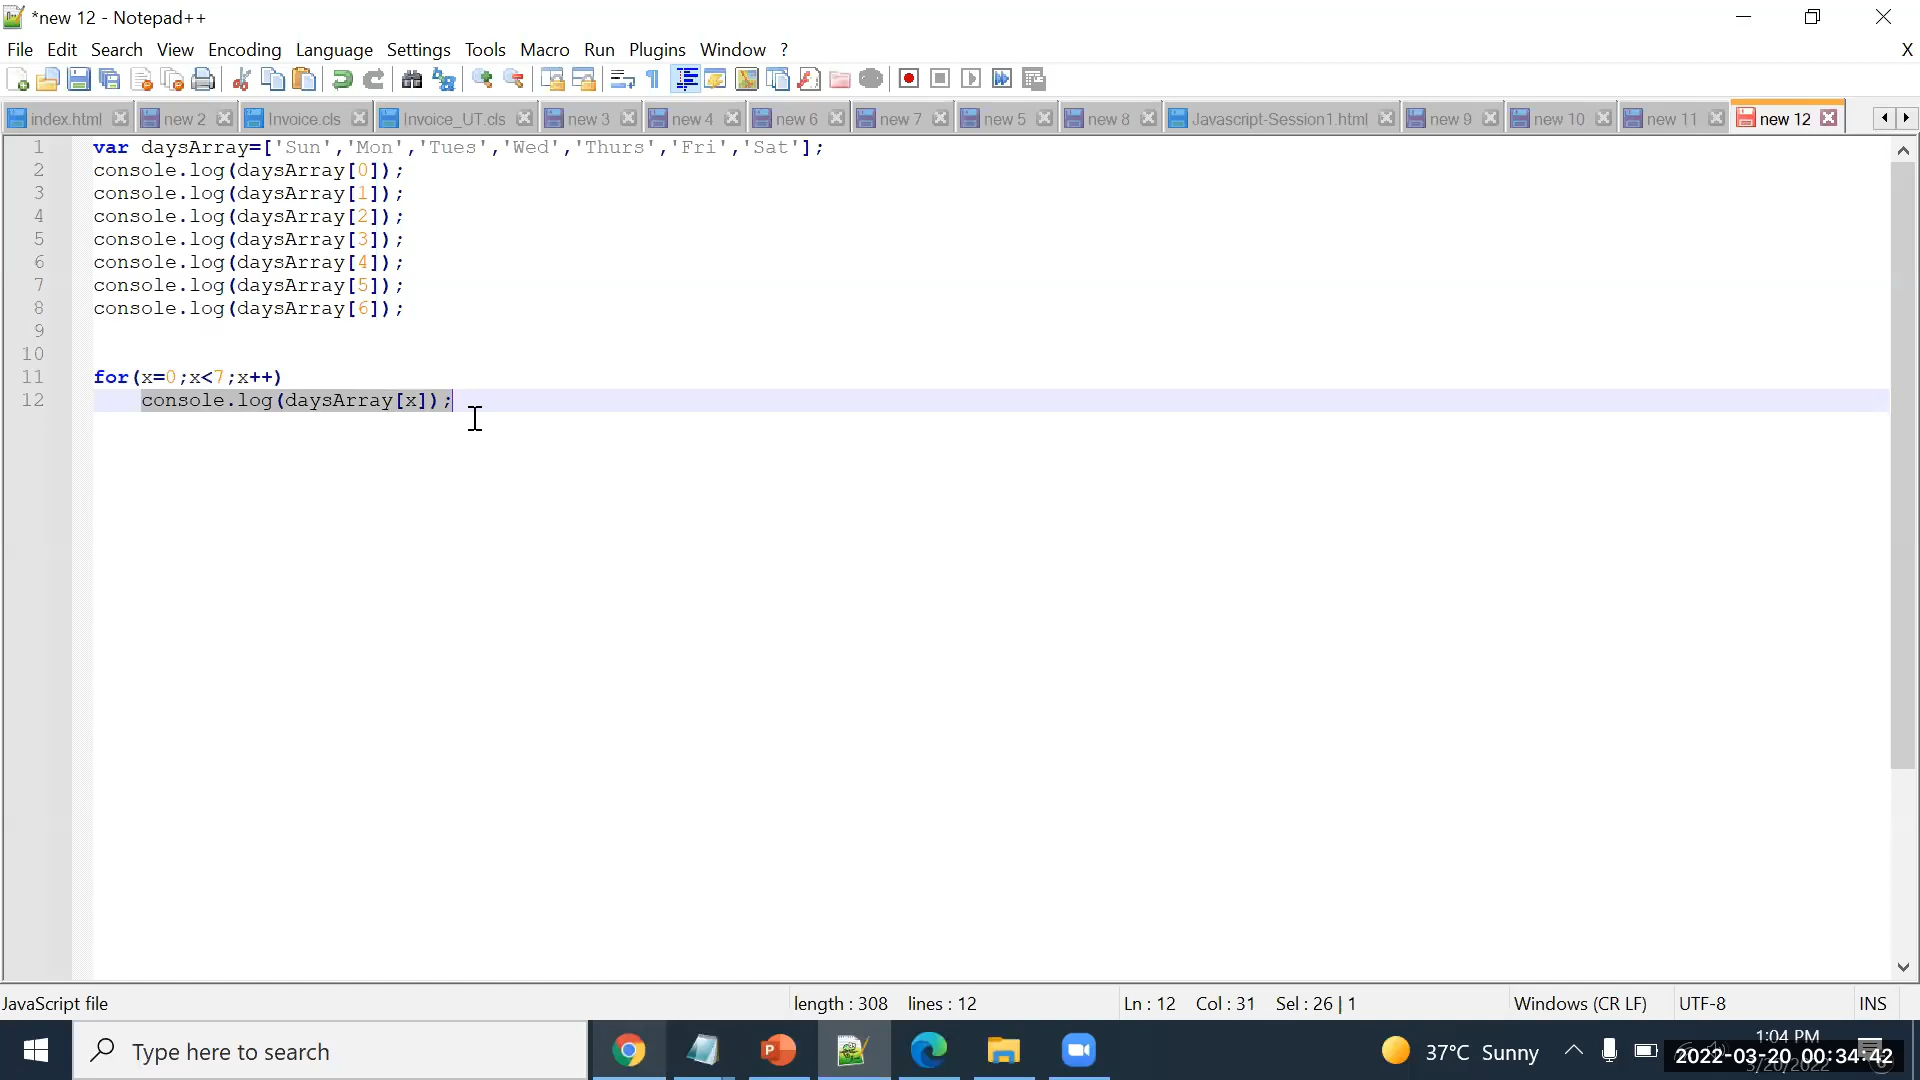 *new 12 - Notepad++
File Edit Search View Encoding Language Settings Tools Macro Run Plugins Window ?
X
index.html new 2 Invoice.cls Invoice_UT.cls new 3 new 4 new 6 new 7 new 5 new 8 Javascript-Session1.html new 9 new 10 new 11 new 12
1 var daysArray=['Sun','Mon','Tues','Wed','Thurs','Fri','Sat'];
2 console.log(daysArray[0]);
3 console.log(daysArray[1]);
4 console.log(daysArray[2]);
5 console.log(daysArray[3]);
6 console.log(daysArray[4]);
7 console.log(daysArray[5]);
8 console.log(daysArray[6]);
9
10
11 for(x=0;x<7;x++)
12 console.log(daysArray[x]);
JavaScript file length : 308 lines : 12 Ln : 12 Col : 31 Sel : 26 | 1 Windows (CR LF) UTF-8 INS
Type here to search
37°C Sunny
1:04 PM
2022-03-20 00:34:42
3/20/2022